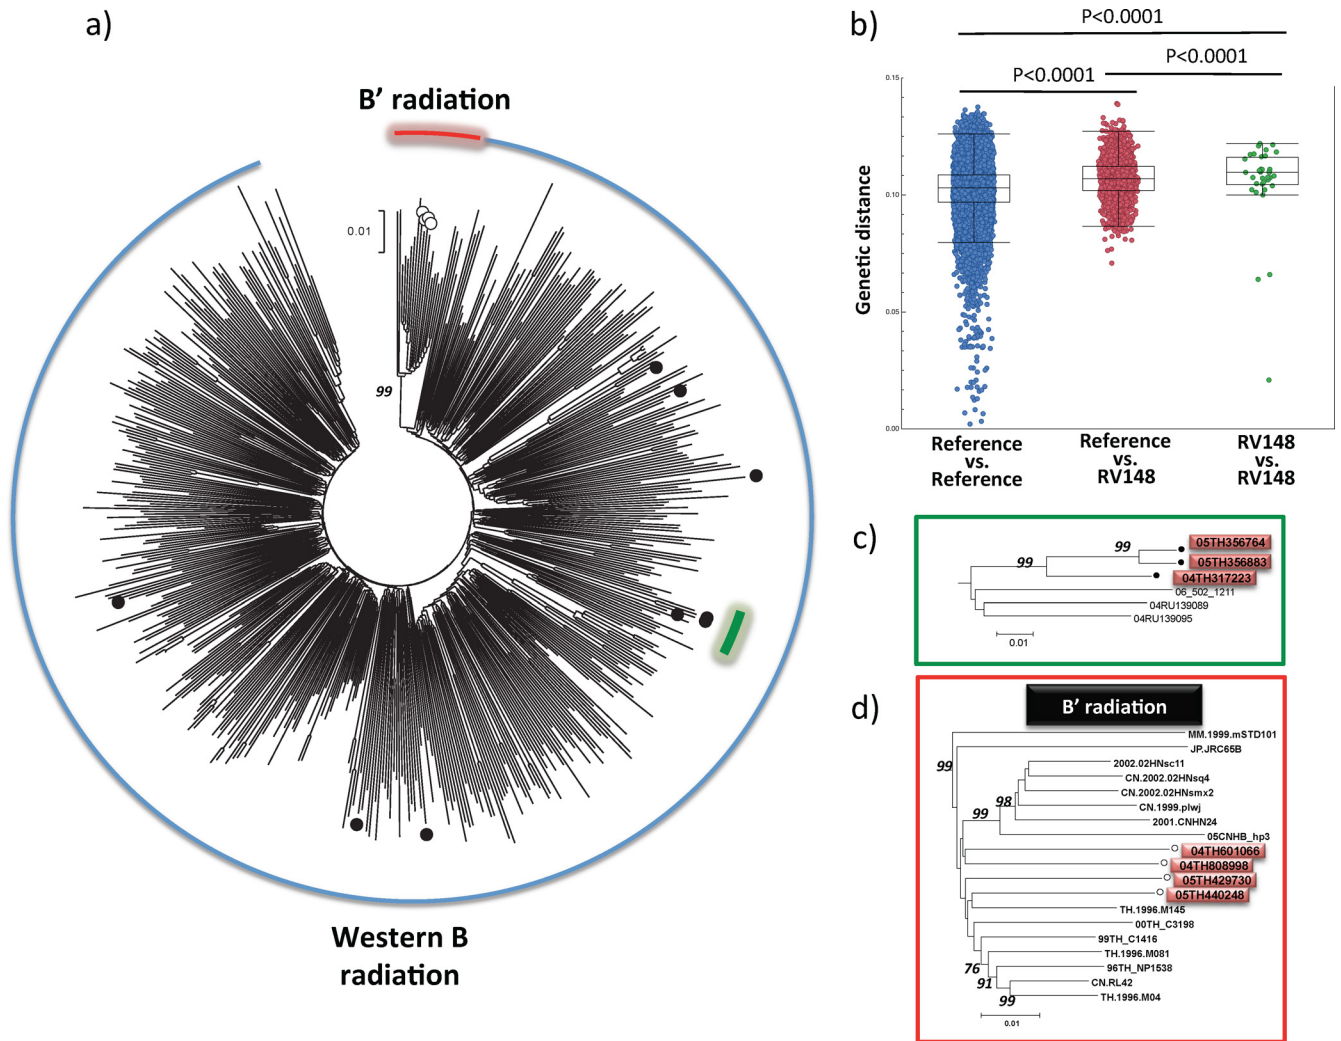 a)
B' radiation
0.01
99
Western B
radiation
b)
P<0.0001
P<0.0001
P<0.0001
Genetic distance
0.15
0.10
0.05
0.00
Reference
vs.
Reference
Reference
vs.
RV148
RV148
vs.
RV148
c)
99
99
05TH356764
05TH356883
04TH317223
06_502_1211
04RU139089
04RU139095
0.01
d)
B' radiation
MM.1999.mSTD101
JP.JRC65B
99
2002.02HNsc11
CN.2002.02HNsq4
CN.2002.02HNsmx2
98
CN.1999.plwj
99
2001.CNHN24
05CNHB_hp3
04TH601066
04TH808998
05TH429730
05TH440248
TH.1996.M145
00TH_C3198
99TH_C1416
TH.1996.M081
76
96TH_NP1538
91
CN.RL42
99
TH.1996.M04
0.01